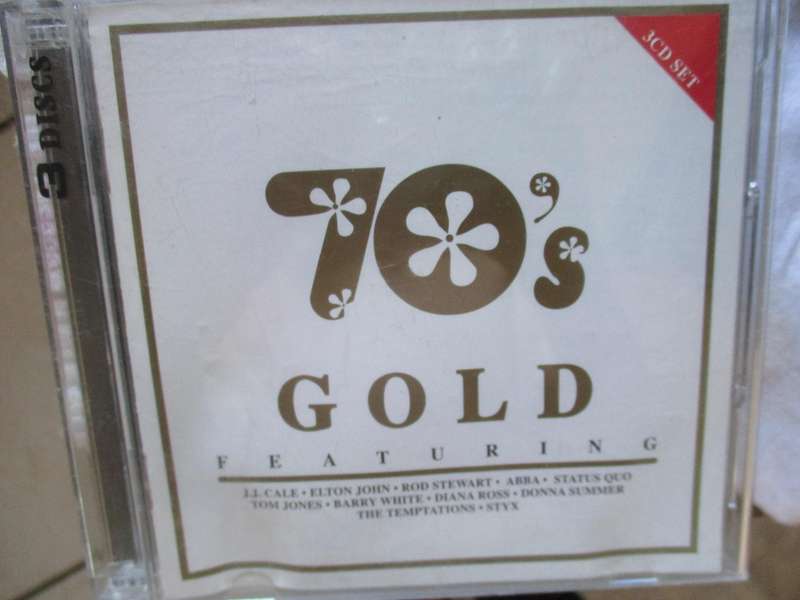 3 DISCS
3CD SET
70's
GOLD
FEATURING
J.J. CALE • ELTON JOHN • ROD STEWART • ABBA • STATUS QUO
TOM JONES • BARRY WHITE • DIANA ROSS • DONNA SUMMER
THE TEMPTATIONS • STYX